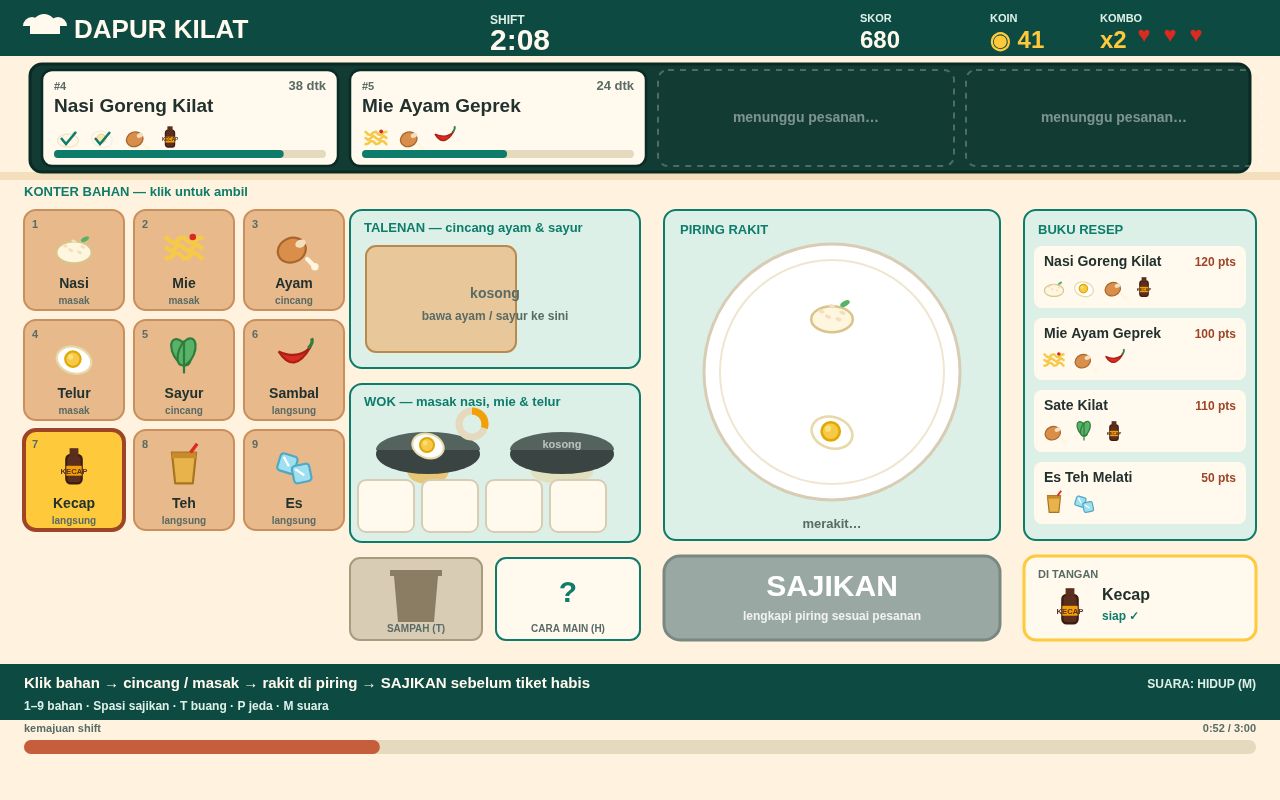 DAPUR KILAT
SHIFT
2:08
SKOR
680
KOIN
41
KOMBO
x2
#4
38 dtk
Nasi Goreng Kilat
KECAP
#5
24 dtk
Mie Ayam Geprek
menunggu pesanan…
menunggu pesanan…
KONTER BAHAN — klik untuk ambil
1
Nasi
masak
2
Mie
masak
3
Ayam
cincang
4
Telur
masak
5
Sayur
cincang
6
Sambal
langsung
7
KECAP
Kecap
langsung
8
Teh
langsung
9
Es
langsung
TALENAN — cincang ayam & sayur
kosong
bawa ayam / sayur ke sini
WOK — masak nasi, mie & telur
kosong
SAMPAH (T)
?
CARA MAIN (H)
PIRING RAKIT
merakit…
SAJIKAN
lengkapi piring sesuai pesanan
BUKU RESEP
Nasi Goreng Kilat
120 pts
KECAP
Mie Ayam Geprek
100 pts
Sate Kilat
110 pts
KECAP
Es Teh Melati
50 pts
DI TANGAN
KECAP
Kecap
siap ✓
Klik bahan → cincang / masak → rakit di piring → SAJIKAN sebelum tiket habis
1–9 bahan · Spasi sajikan · T buang · P jeda · M suara
SUARA: HIDUP (M)
kemajuan shift
0:52 / 3:00